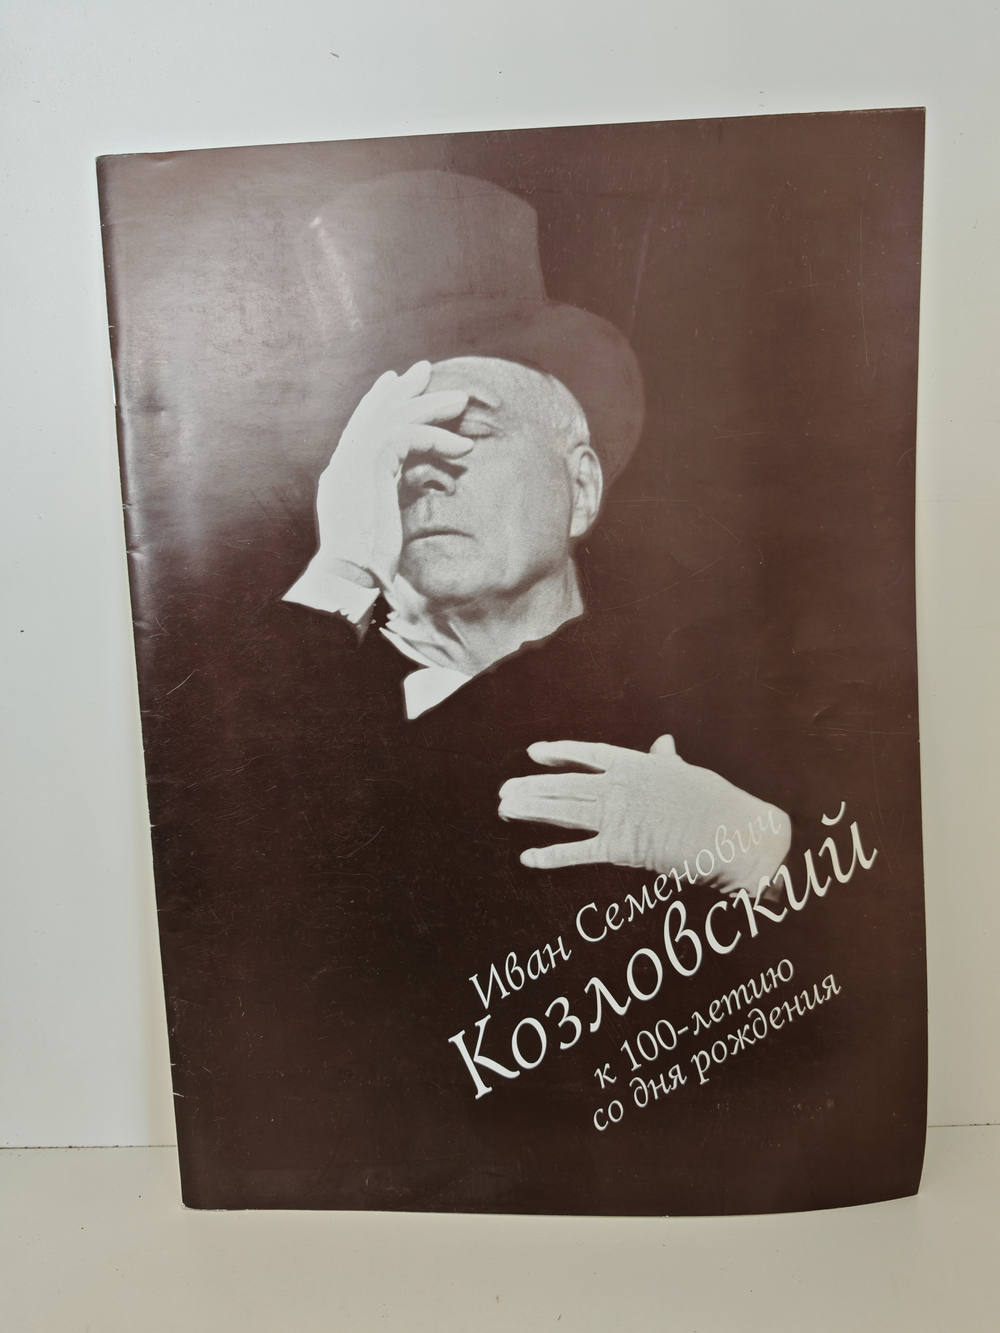 Иван Семенович
Козловский
к 100-летию
со дня рождения